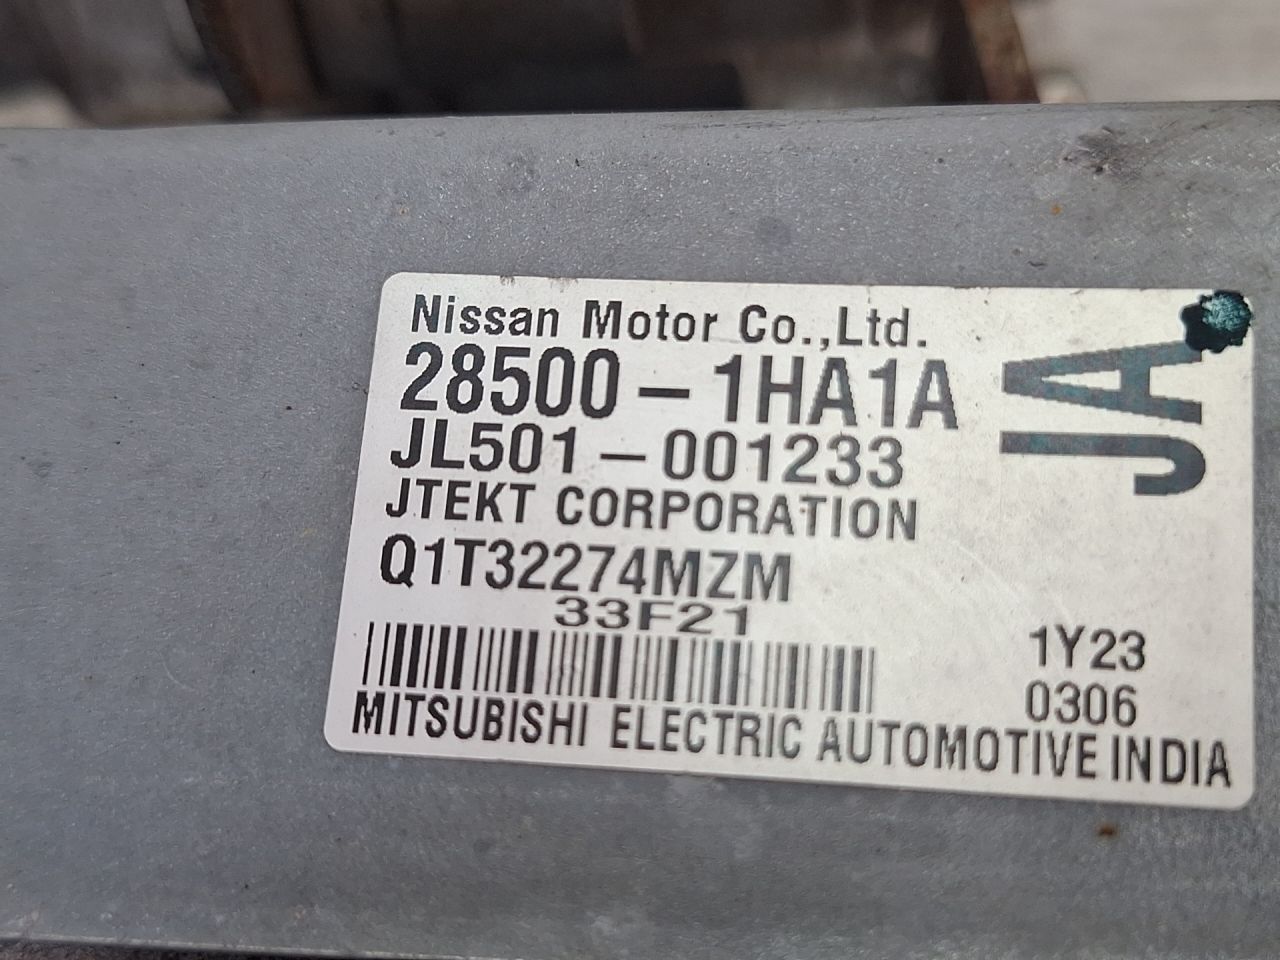 Nissan Motor Co.,Ltd.
28500-1HA1A
JA
JL501-001233
JTEKT CORPORATION
Q1T32274MZM
33F21
1Y23
0306
MITSUBISHI ELECTRIC AUTOMOTIVE INDIA